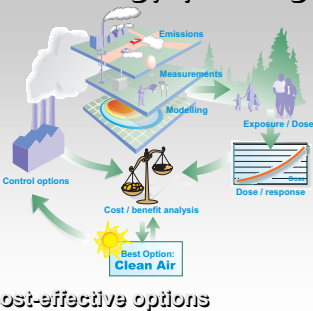 Emissions
Measurements
Modelling
Exposure / Dose
Control options
Dose
Dose / response
Cost / benefit analysis
Best Option:
Clean Air
ost-effective options